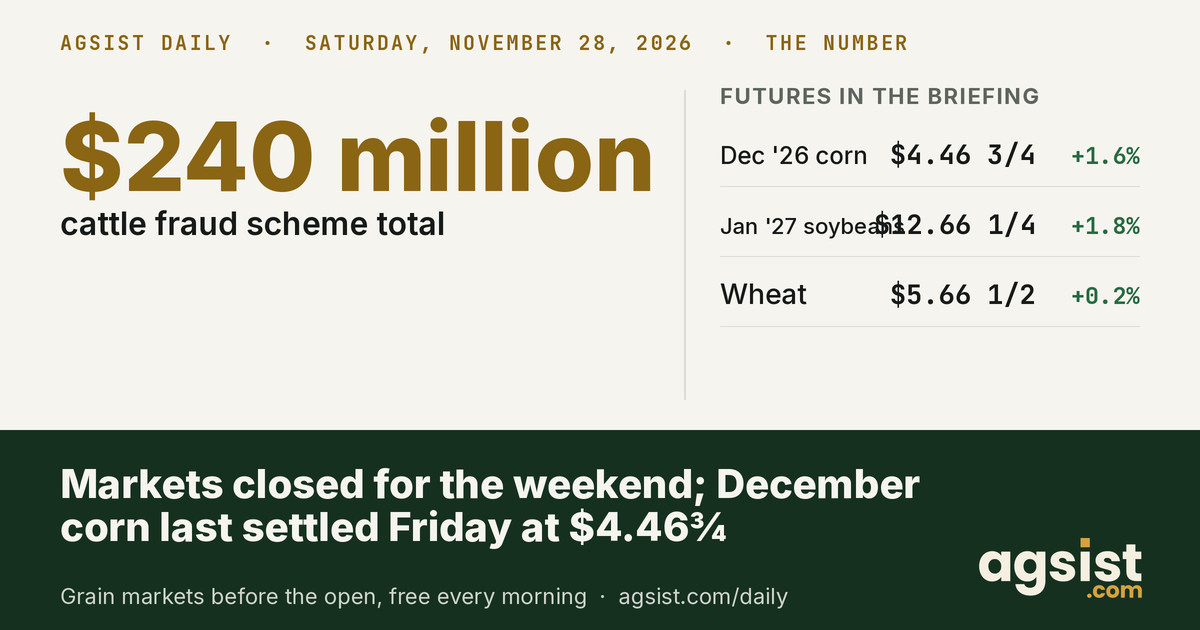 AGSIST DAILY · SATURDAY, NOVEMBER 28, 2026 · THE NUMBER
$240 million
cattle fraud scheme total
FUTURES IN THE BRIEFING
Dec '26 corn $4.46 3/4 +1.6%
Jan '27 soybeans $12.66 1/4 +1.8%
Wheat $5.66 1/2 +0.2%
Markets closed for the weekend; December
corn last settled Friday at $4.46¾
Grain markets before the open, free every morning · agsist.com/daily
agsist
.com